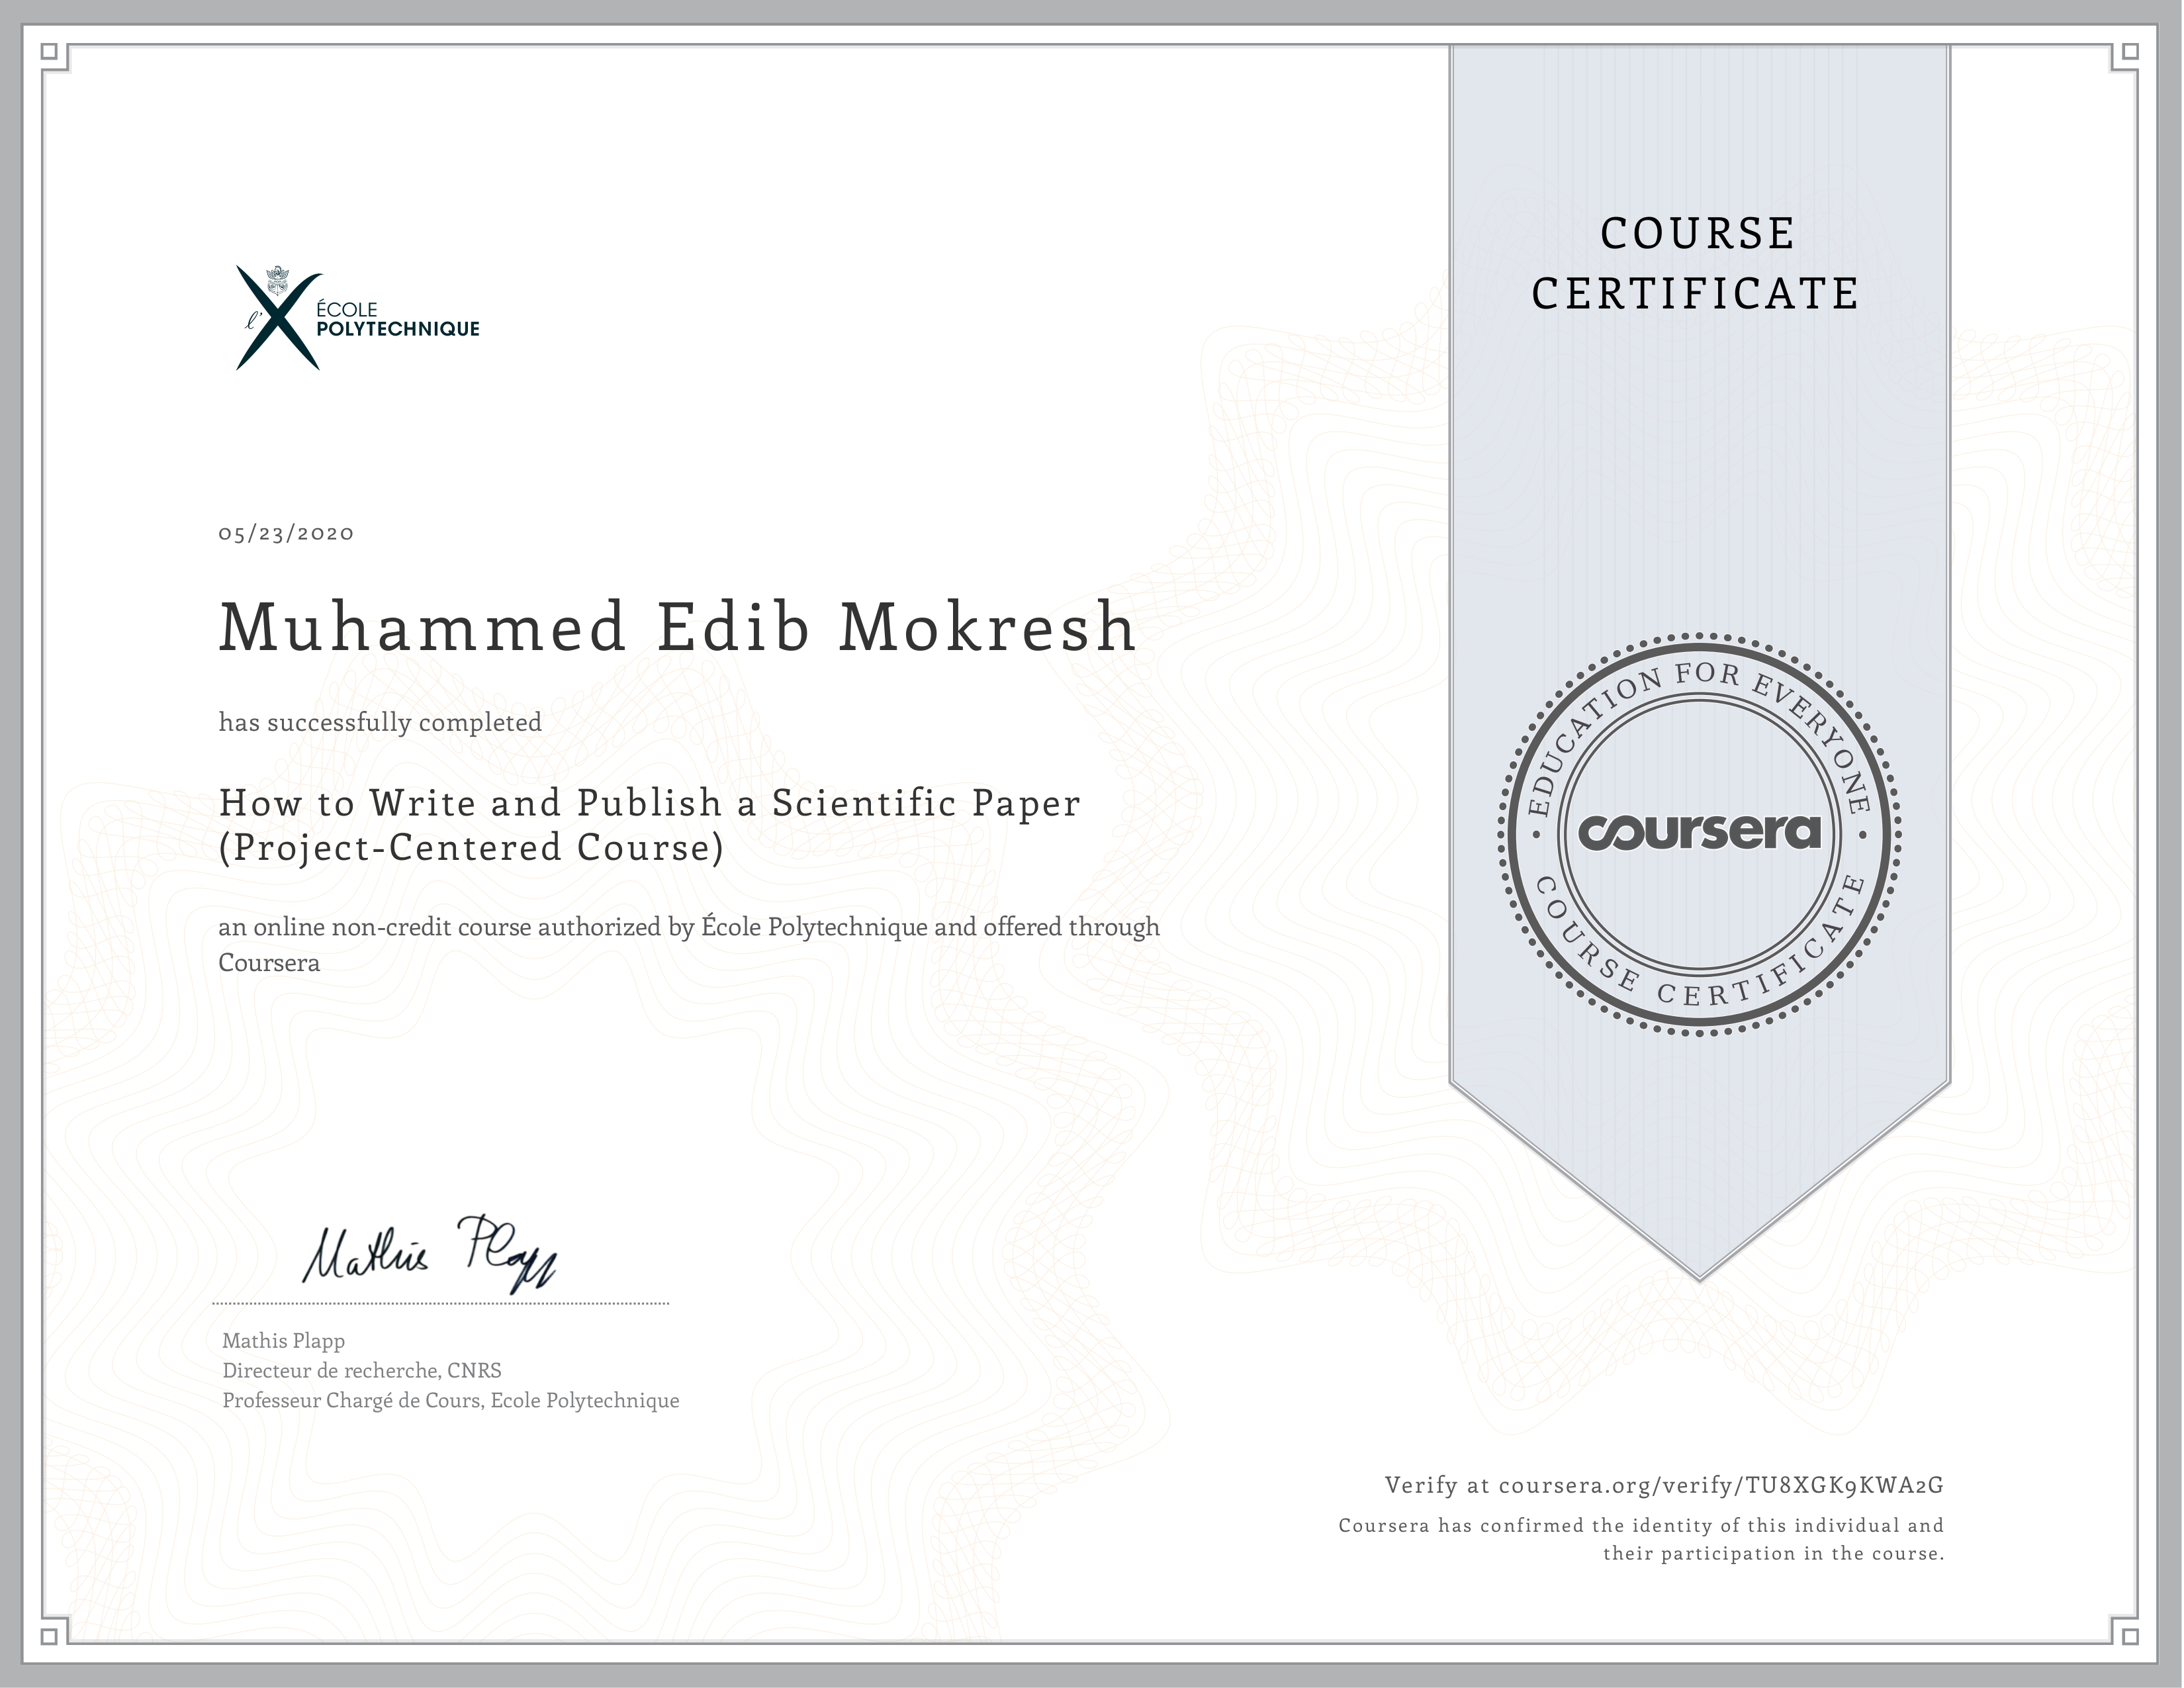 l'
ÉCOLE
POLYTECHNIQUE
COURSE
CERTIFICATE
05/23/2020
Muhammed Edib Mokresh
has successfully completed
How to Write and Publish a Scientific Paper
(Project-Centered Course)
an online non-credit course authorized by École Polytechnique and offered through
Coursera
EDUCATION FOR EVERYONE
coursera
COURSE CERTIFICATE
Mathis Plapp
Mathis Plapp
Directeur de recherche, CNRS
Professeur Chargé de Cours, Ecole Polytechnique
Verify at coursera.org/verify/TU8XGK9KWA2G
Coursera has confirmed the identity of this individual and
their participation in the course.